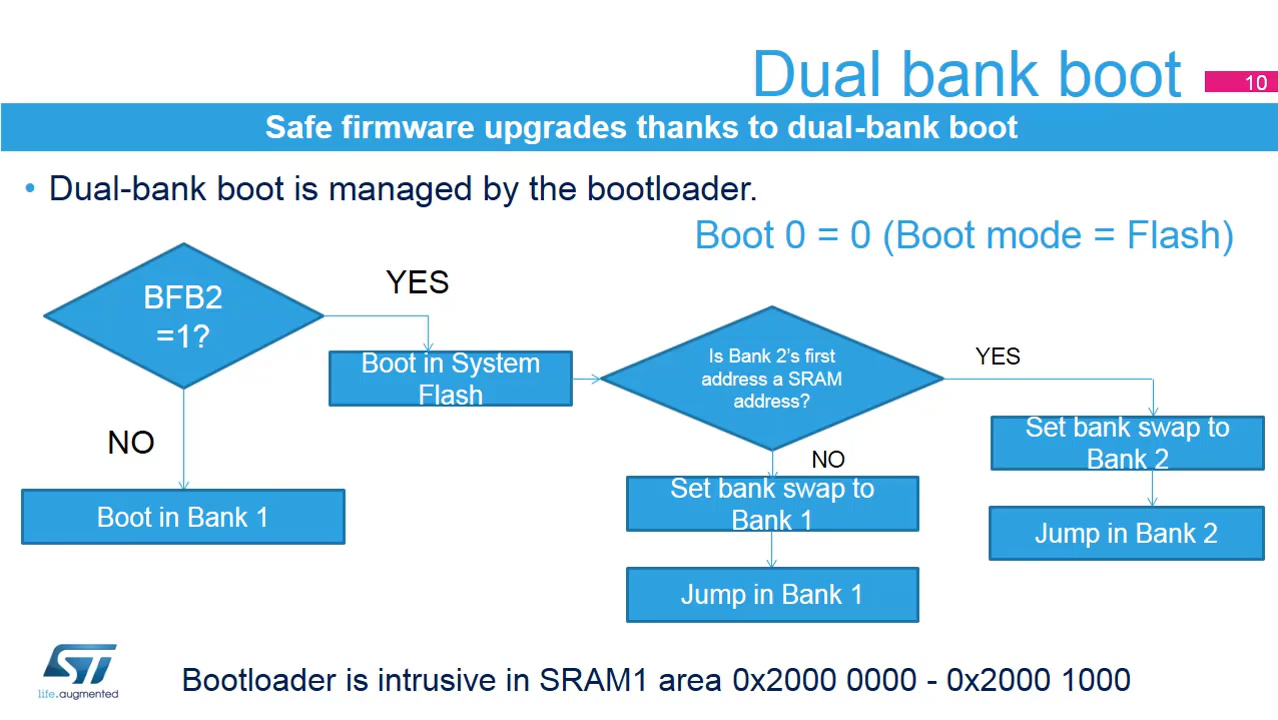 Dual bank boot
10
Safe firmware upgrades thanks to dual-bank boot
• Dual-bank boot is managed by the bootloader.
Boot 0 = 0 (Boot mode = Flash)
BFB2
=1?
YES
Boot in System
Flash
Is Bank 2's first
address a SRAM
address?
YES
Set bank swap to
Bank 2
Jump in Bank 2
NO
Set bank swap to
Bank 1
Jump in Bank 1
NO
Boot in Bank 1
ST
life.augmented
Bootloader is intrusive in SRAM1 area 0x2000 0000 - 0x2000 1000